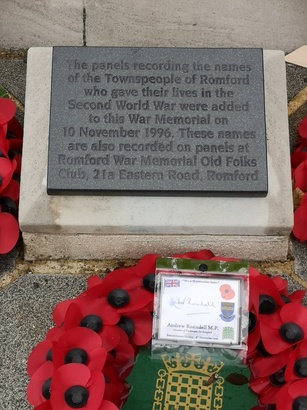 The panels recording the names
of the Townspeople of Romford
who gave their lives in the
Second World War were added
to this War Memorial on
10 November 1996. These names
are also recorded on panels at
Romford War Memorial Old Folks
Club, 21a Eastern Road, Romford
Andrew Rosindell M.P.